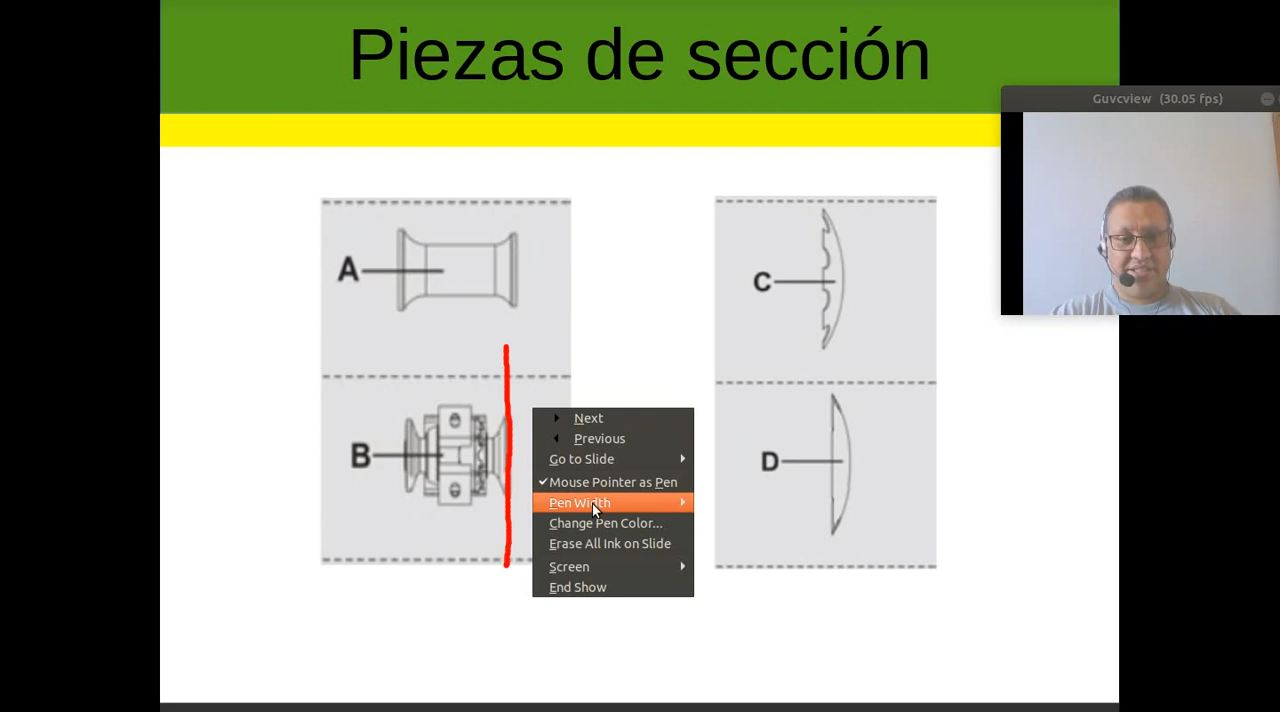 Piezas de sección
Guvcview (30.05 fps)
A
B
C
D
Next
Previous
Go to Slide
Mouse Pointer as Pen
Pen Width
Change Pen Color...
Erase All Ink on Slide
Screen
End Show